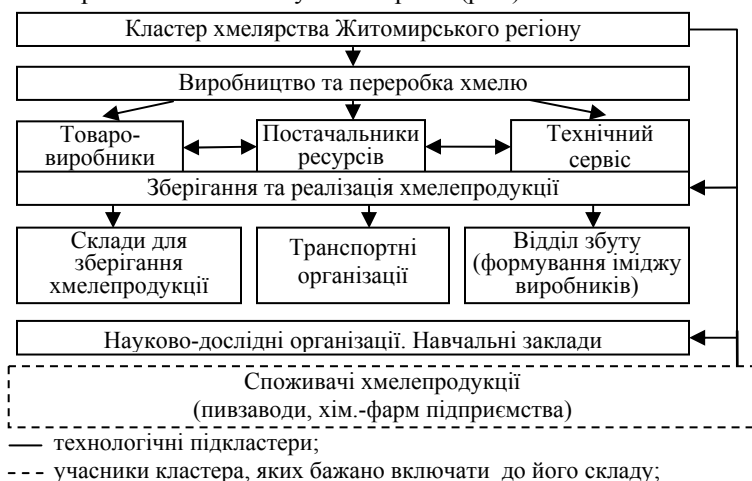 Кластер хмелярства Житомирського регіону
Виробництво та переробка хмелю
Товаро-
виробники
Постачальники
ресурсів
Технічний
сервіс
Зберігання та реалізація хмелепродукції
Склади для
зберігання
хмелепродукції
Транспортні
організації
Відділ збуту
(формування іміджу
виробників)
Науково-дослідні організації. Навчальні заклади
Споживачі хмелепродукції
(пивзаводи, хім.-фарм підприємства)
технологічні підкластери;
учасники кластера, яких бажано включати до його складу;